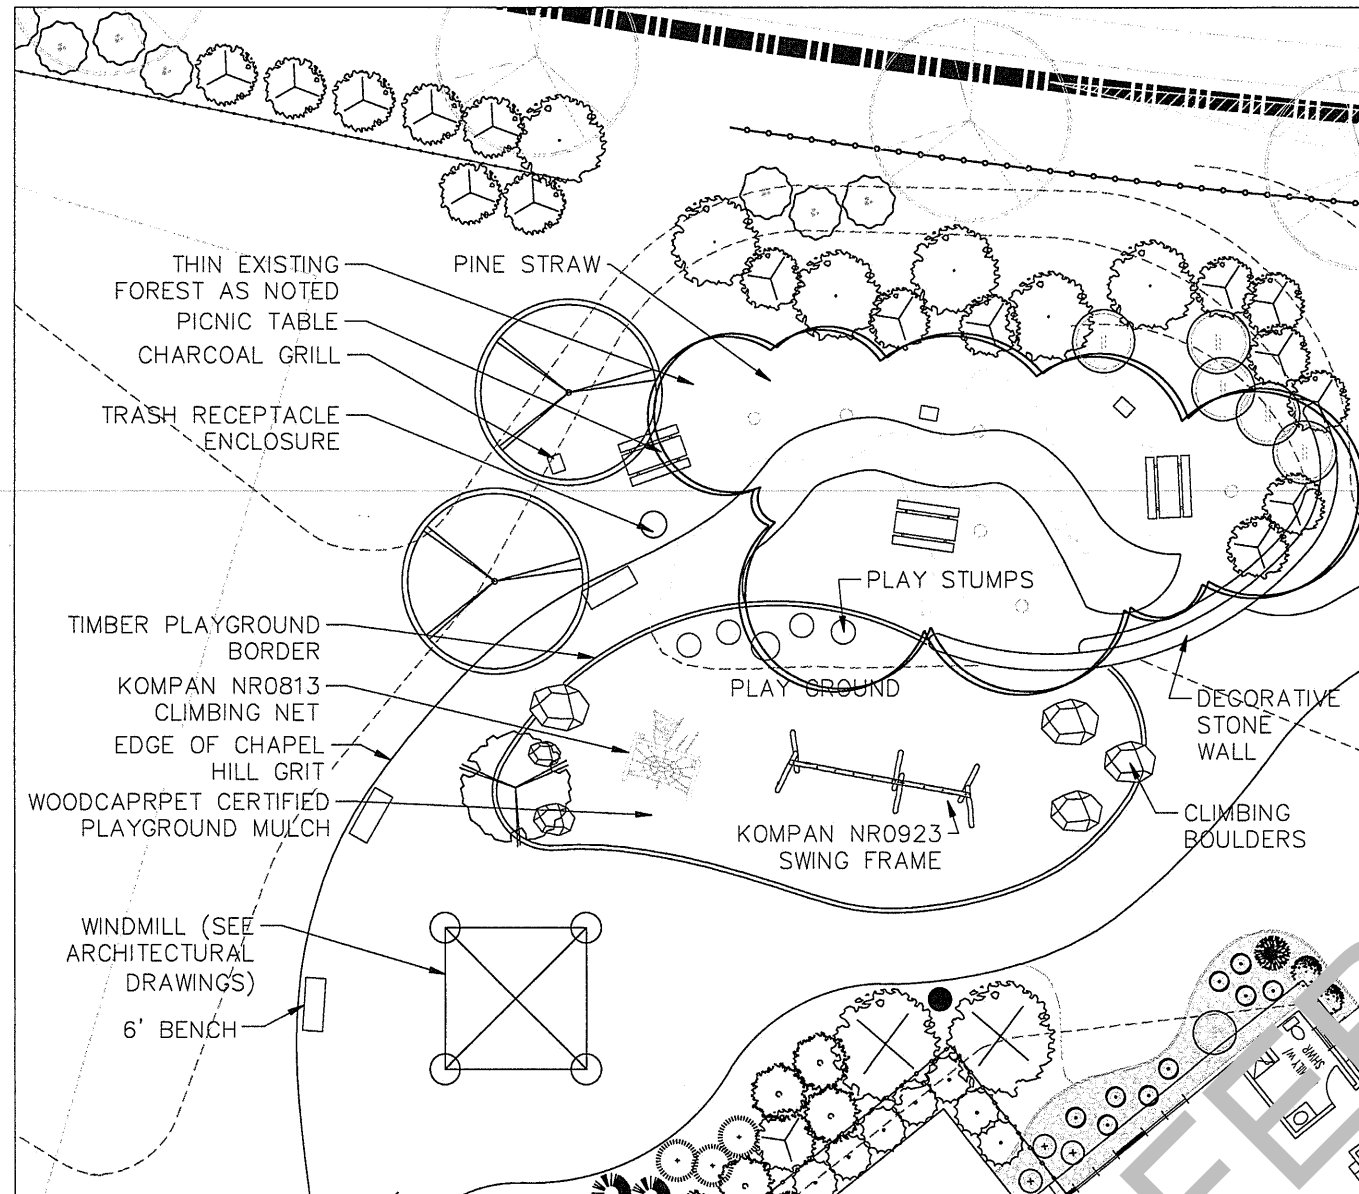 THIN EXISTING
FOREST AS NOTED
PINE STRAW
PICNIC TABLE
CHARCOAL GRILL
TRASH RECEPTACLE
ENCLOSURE
PLAY STUMPS
TIMBER PLAYGROUND
BORDER
KOMPAN NR0813
CLIMBING NET
PLAY GROUND
DECORATIVE
STONE
WALL
EDGE OF CHAPEL
HILL GRIT
WOODCAPRPET CERTIFIED
PLAYGROUND MULCH
KOMPAN NR0923
SWING FRAME
CLIMBING
BOULDERS
WINDMILL (SEE
ARCHITECTURAL
DRAWINGS)
6' BENCH
SHWR